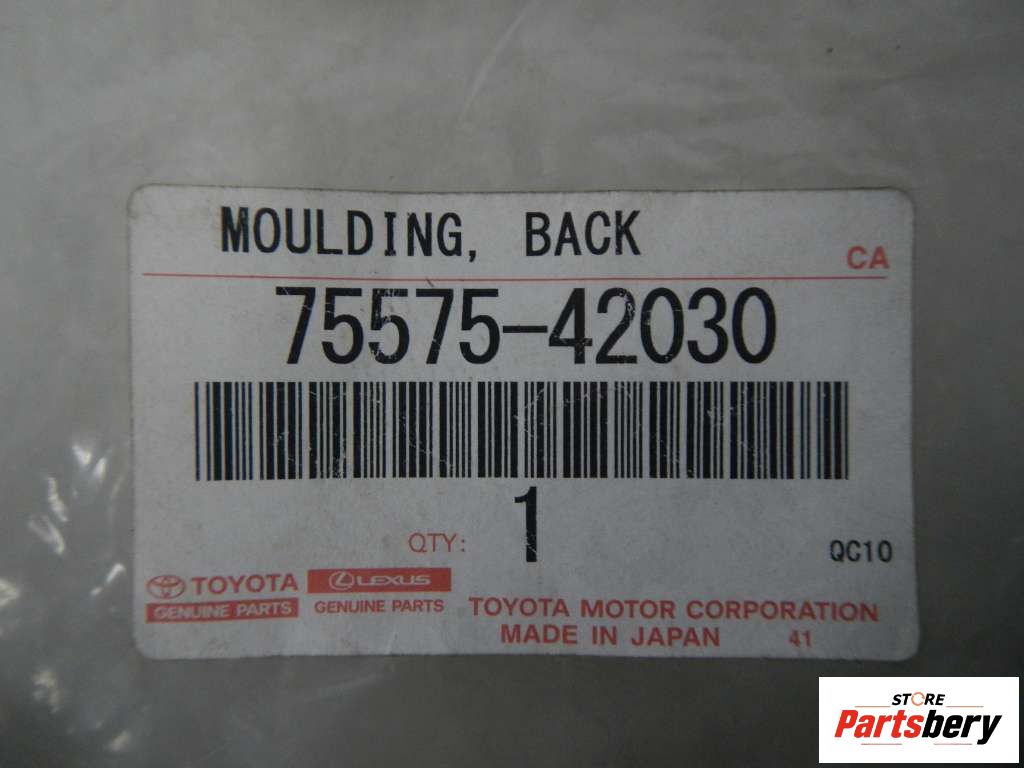 MOULDING, BACK
CA
75575-42030
1
QTY:
QC10
TOYOTA
GENUINE PARTS
LEXUS
GENUINE PARTS
TOYOTA MOTOR CORPORATION
MADE IN JAPAN 41
STORE
Partsbery